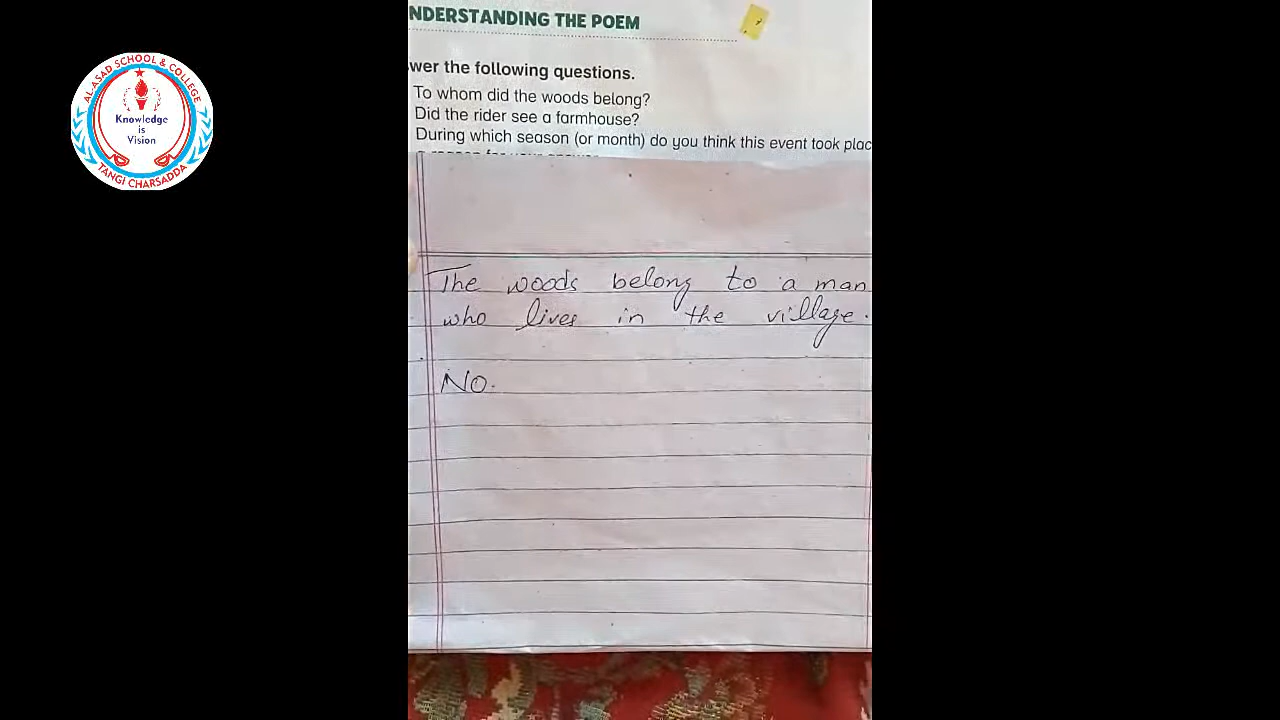 AL-ASAD SCHOOL & COLLEGE
Knowledge
is
Vision
TANGI CHARSADDA
NDERSTANDING THE POEM
wer the following questions.
To whom did the woods belong?
Did the rider see a farmhouse?
During which season (or month) do you think this event took plac
The woods belong to a man
who lives in the village.
No.